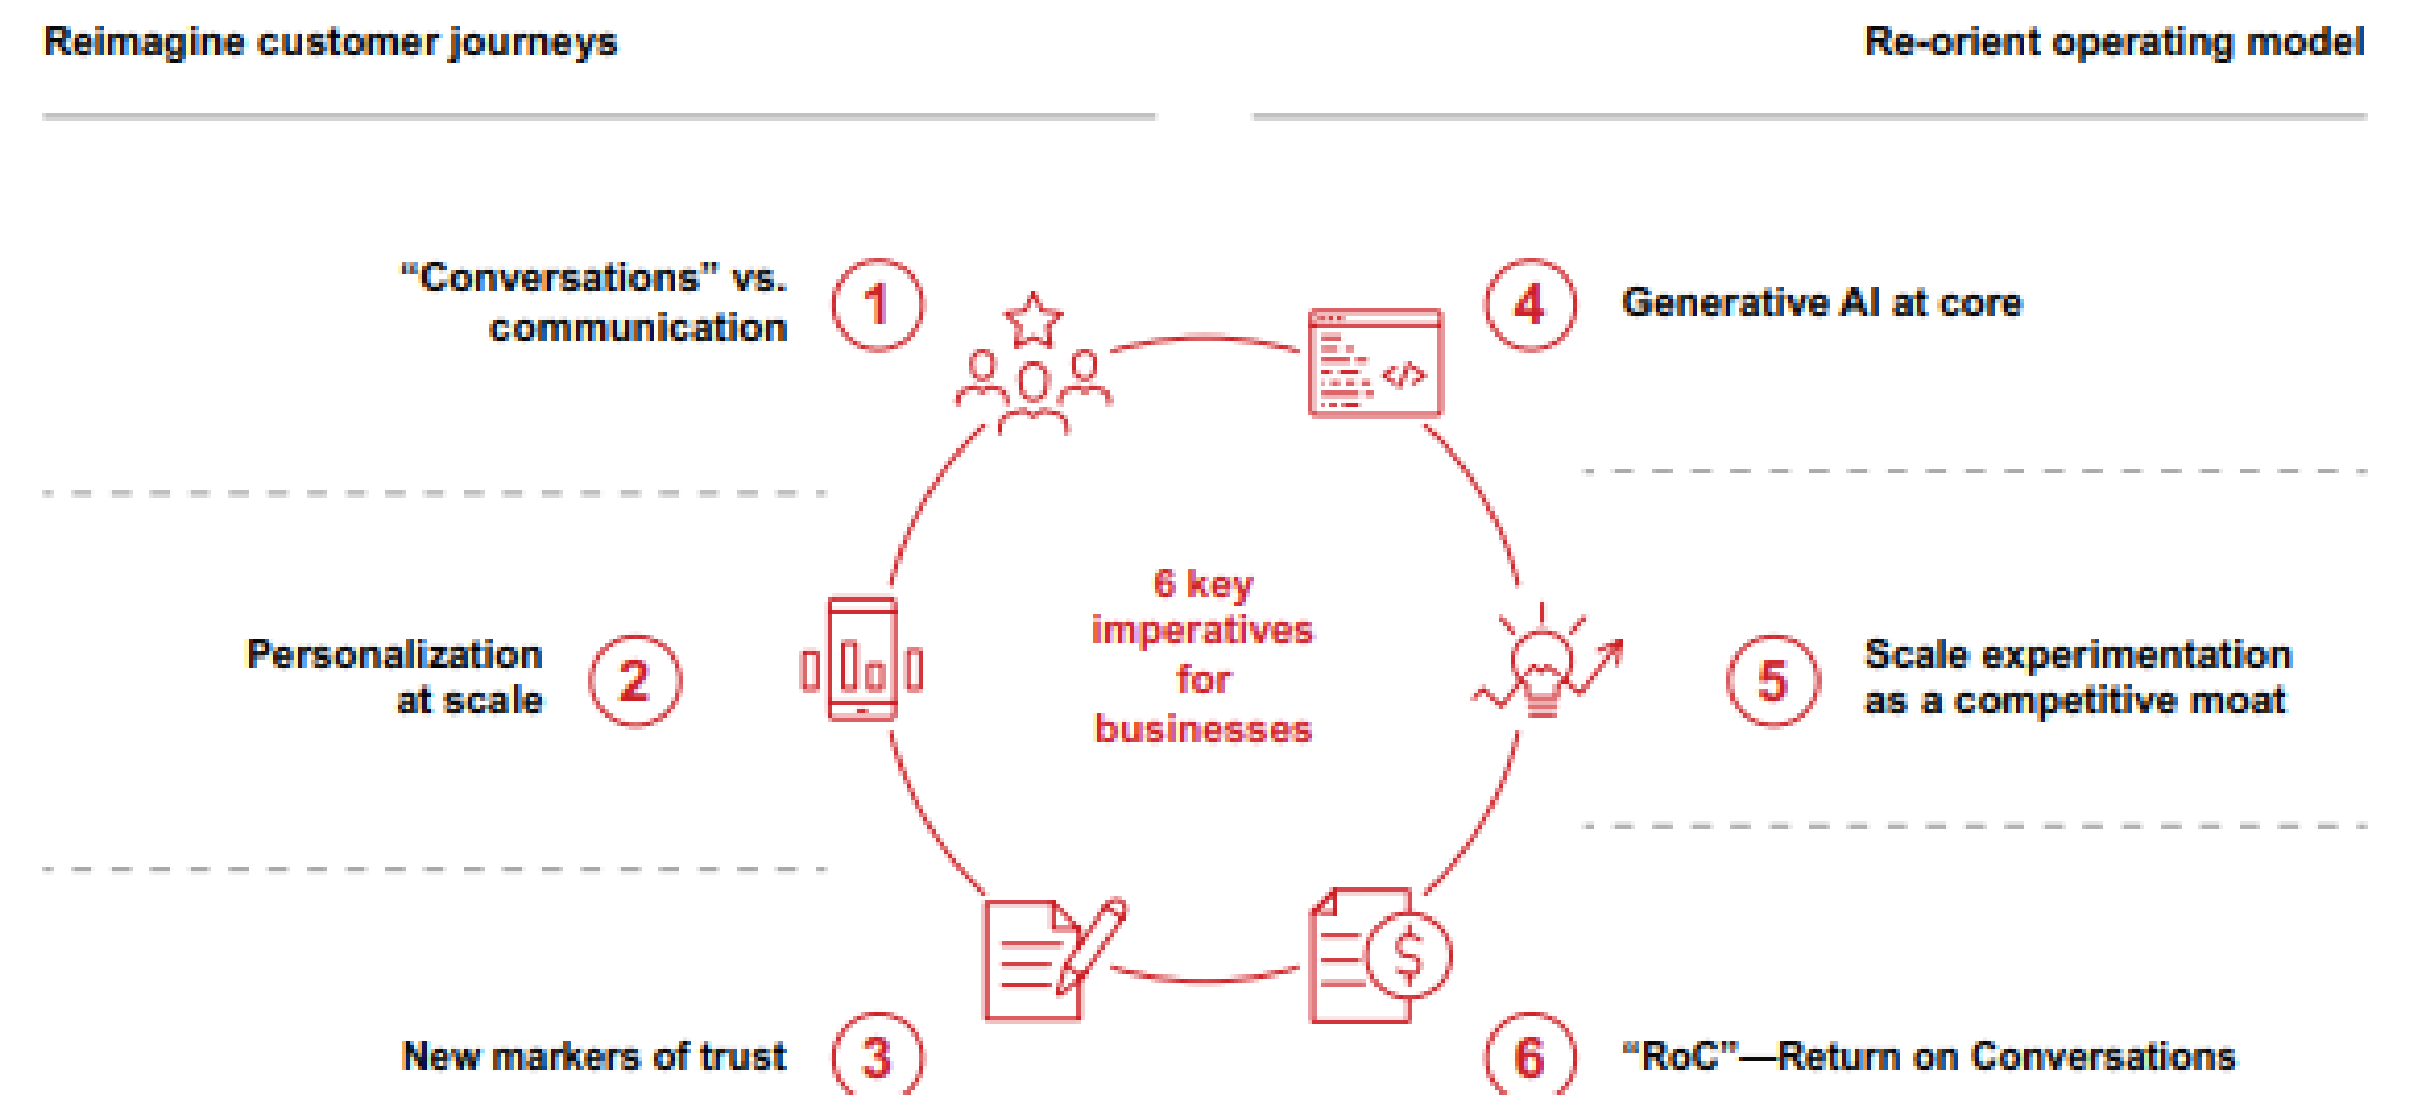 Reimagine customer journeys
Re-orient operating model
“Conversations” vs.
communication
1
4
Generative AI at core
Personalization
at scale
2
6 key
imperatives
for
businesses
5
Scale experimentation
as a competitive moat
New markers of trust
3
6
“RoC”—Return on Conversations